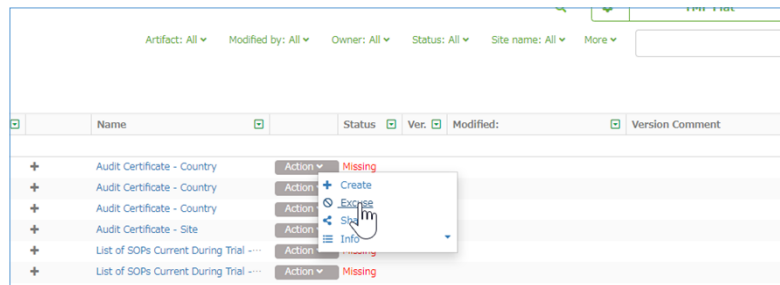 Artifact: All Modified by: All Owner: All Status: All Site name: All More
Name Status Ver. Modified: Version Comment
Audit Certificate - Country Action Missing
Audit Certificate - Country Action
Audit Certificate - Country Action
Audit Certificate - Site Action
List of SOPs Current During Trial -··· Action Missing
List of SOPs Current During Trial -··· Action Missing
Create
Excuse
Info